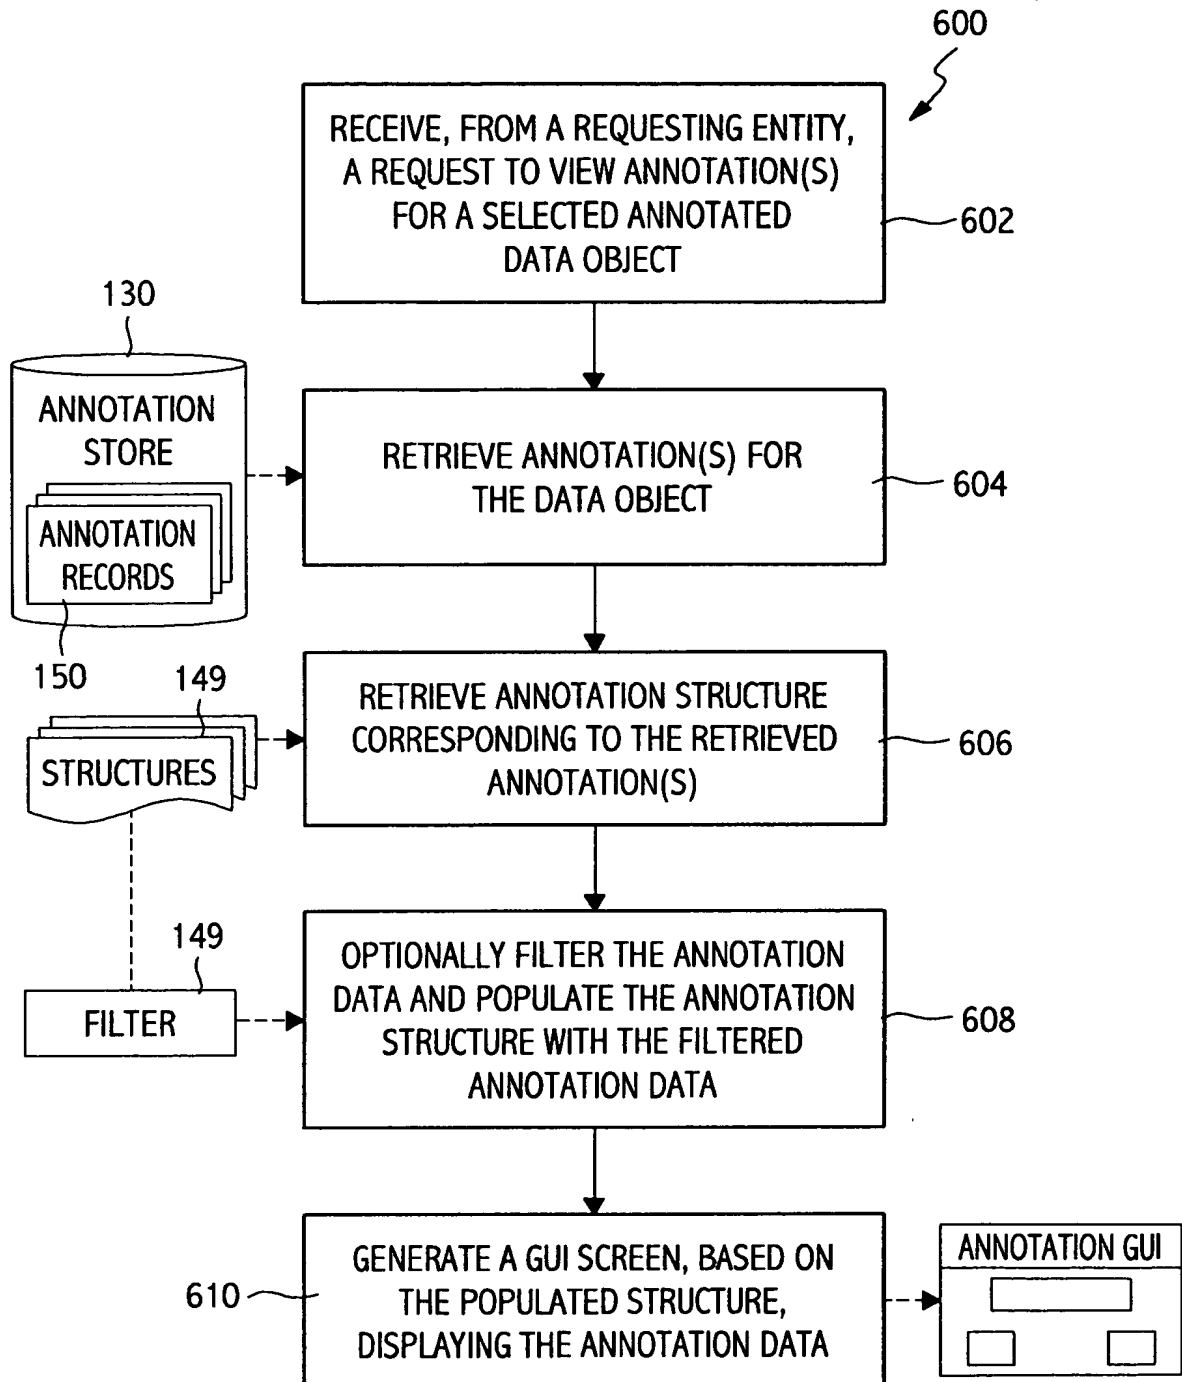 600
RECEIVE, FROM A REQUESTING ENTITY,
A REQUEST TO VIEW ANNOTATION(S)
FOR A SELECTED ANNOTATED
DATA OBJECT
602
130
ANNOTATION
STORE
ANNOTATION
RECORDS
150
RETRIEVE ANNOTATION(S) FOR
THE DATA OBJECT
604
149
STRUCTURES
RETRIEVE ANNOTATION STRUCTURE
CORRESPONDING TO THE RETRIEVED
ANNOTATION(S)
606
149
FILTER
OPTIONALLY FILTER THE ANNOTATION
DATA AND POPULATE THE ANNOTATION
STRUCTURE WITH THE FILTERED
ANNOTATION DATA
608
610
GENERATE A GUI SCREEN, BASED ON
THE POPULATED STRUCTURE,
DISPLAYING THE ANNOTATION DATA
ANNOTATION GUI